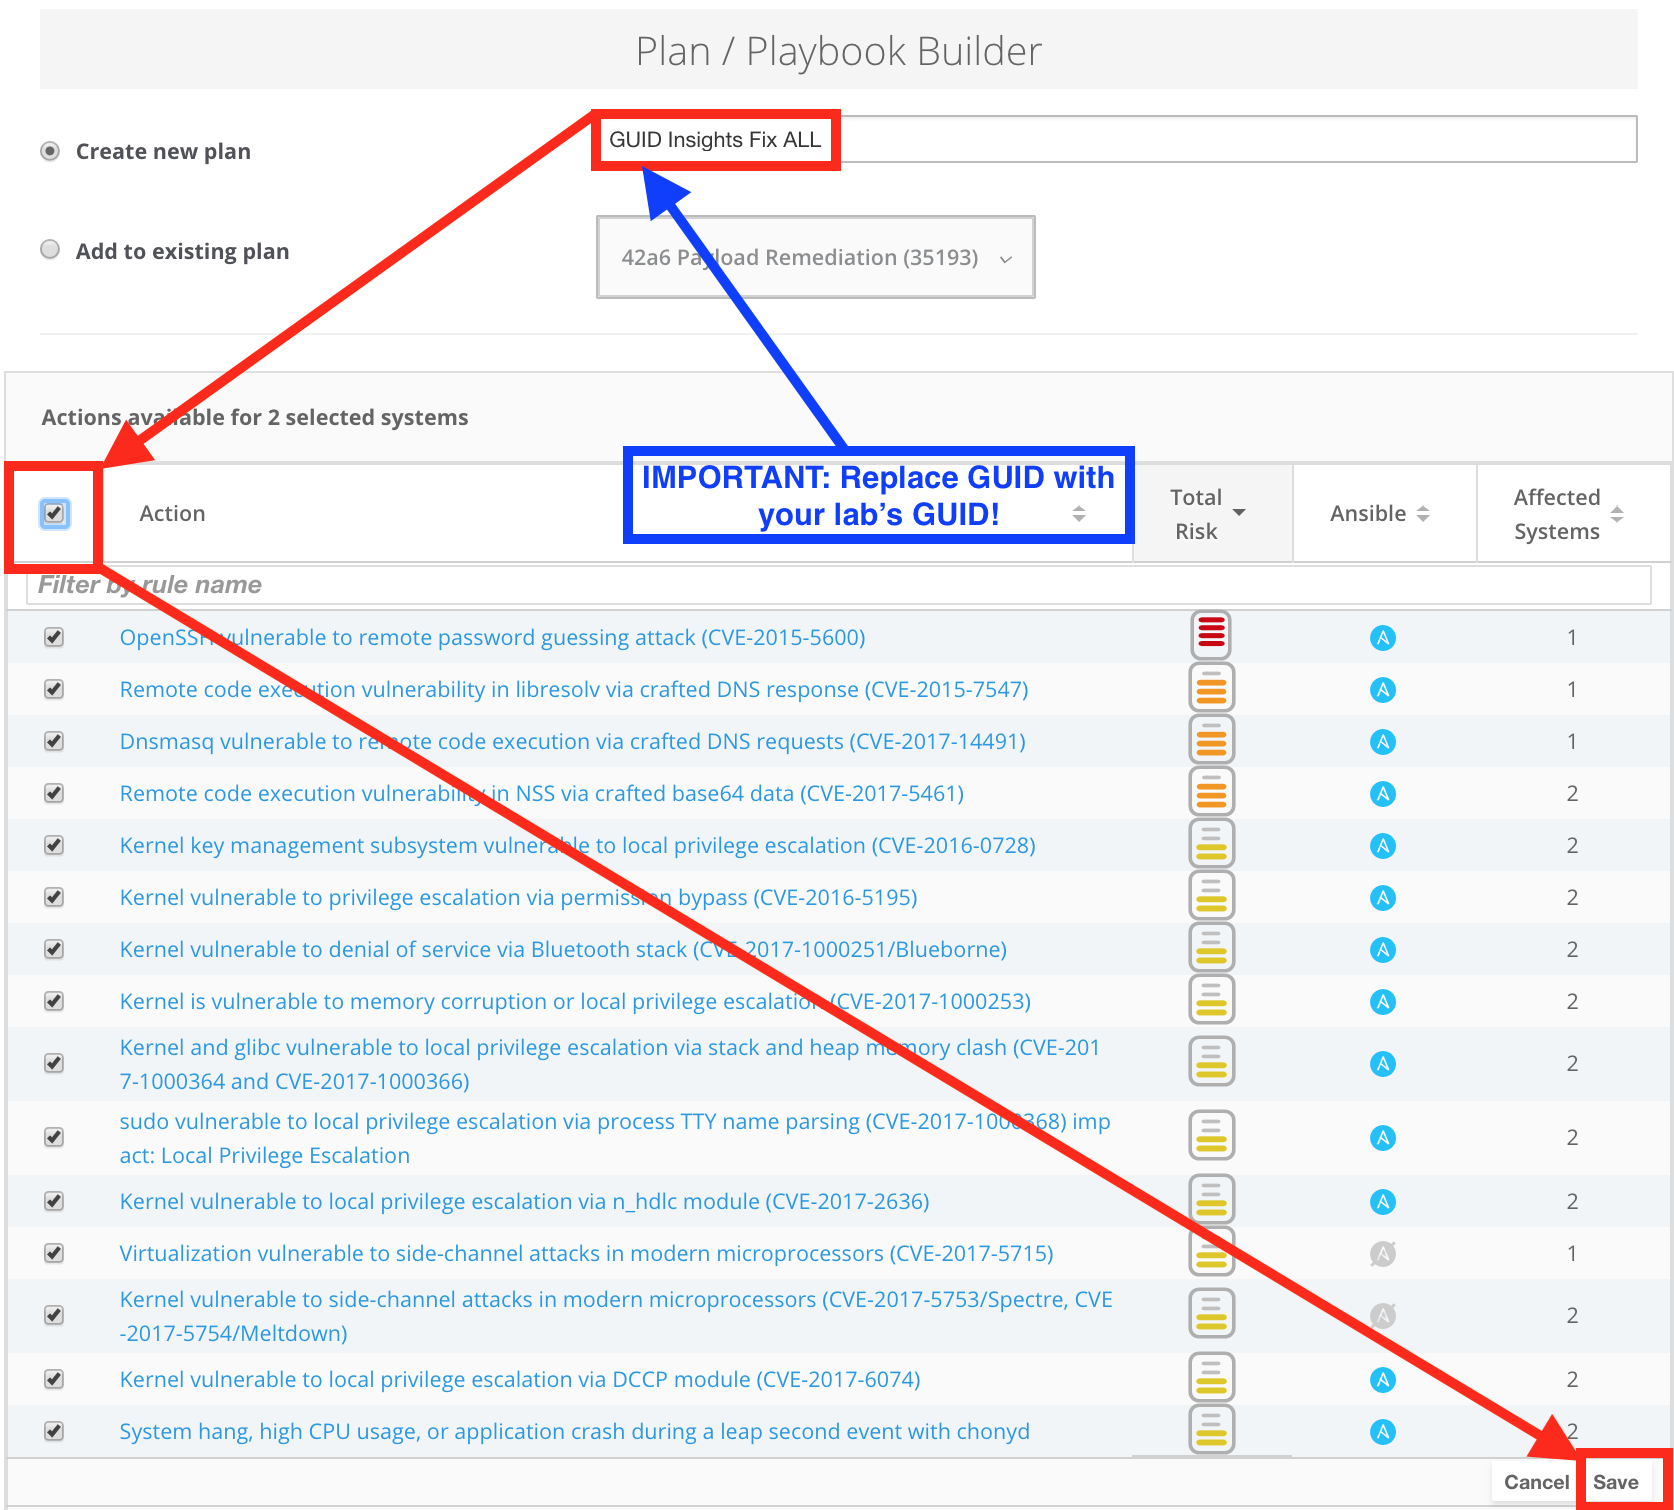 Plan / Playbook Builder
Create new plan
GUID Insights Fix ALL
Add to existing plan
42a6 Payload Remediation (35193)
Actions available for 2 selected systems
IMPORTANT: Replace GUID with
your lab's GUID!
Action
Total
Risk
Ansible
Affected
Systems
Filter by rule name
OpenSSH vulnerable to remote password guessing attack (CVE-2015-5600) 1
Remote code execution vulnerability in libresolv via crafted DNS response (CVE-2015-7547) 1
Dnsmasq vulnerable to remote code execution via crafted DNS requests (CVE-2017-14491) 1
Remote code execution vulnerability in NSS via crafted base64 data (CVE-2017-5461) 2
Kernel key management subsystem vulnerable to local privilege escalation (CVE-2016-0728) 2
Kernel vulnerable to privilege escalation via permission bypass (CVE-2016-5195) 2
Kernel vulnerable to denial of service via Bluetooth stack (CVE-2017-1000251/Blueborne) 2
Kernel is vulnerable to memory corruption or local privilege escalation (CVE-2017-1000253) 2
Kernel and glibc vulnerable to local privilege escalation via stack and heap memory clash (CVE-201
7-1000364 and CVE-2017-1000366) 2
sudo vulnerable to local privilege escalation via process TTY name parsing (CVE-2017-1000368) imp
act: Local Privilege Escalation 2
Kernel vulnerable to local privilege escalation via n_hdlc module (CVE-2017-2636) 2
Virtualization vulnerable to side-channel attacks in modern microprocessors (CVE-2017-5715) 1
Kernel vulnerable to side-channel attacks in modern microprocessors (CVE-2017-5753/Spectre, CVE
-2017-5754/Meltdown) 2
Kernel vulnerable to local privilege escalation via DCCP module (CVE-2017-6074) 2
System hang, high CPU usage, or application crash during a leap second event with chonyd 2
Cancel Save